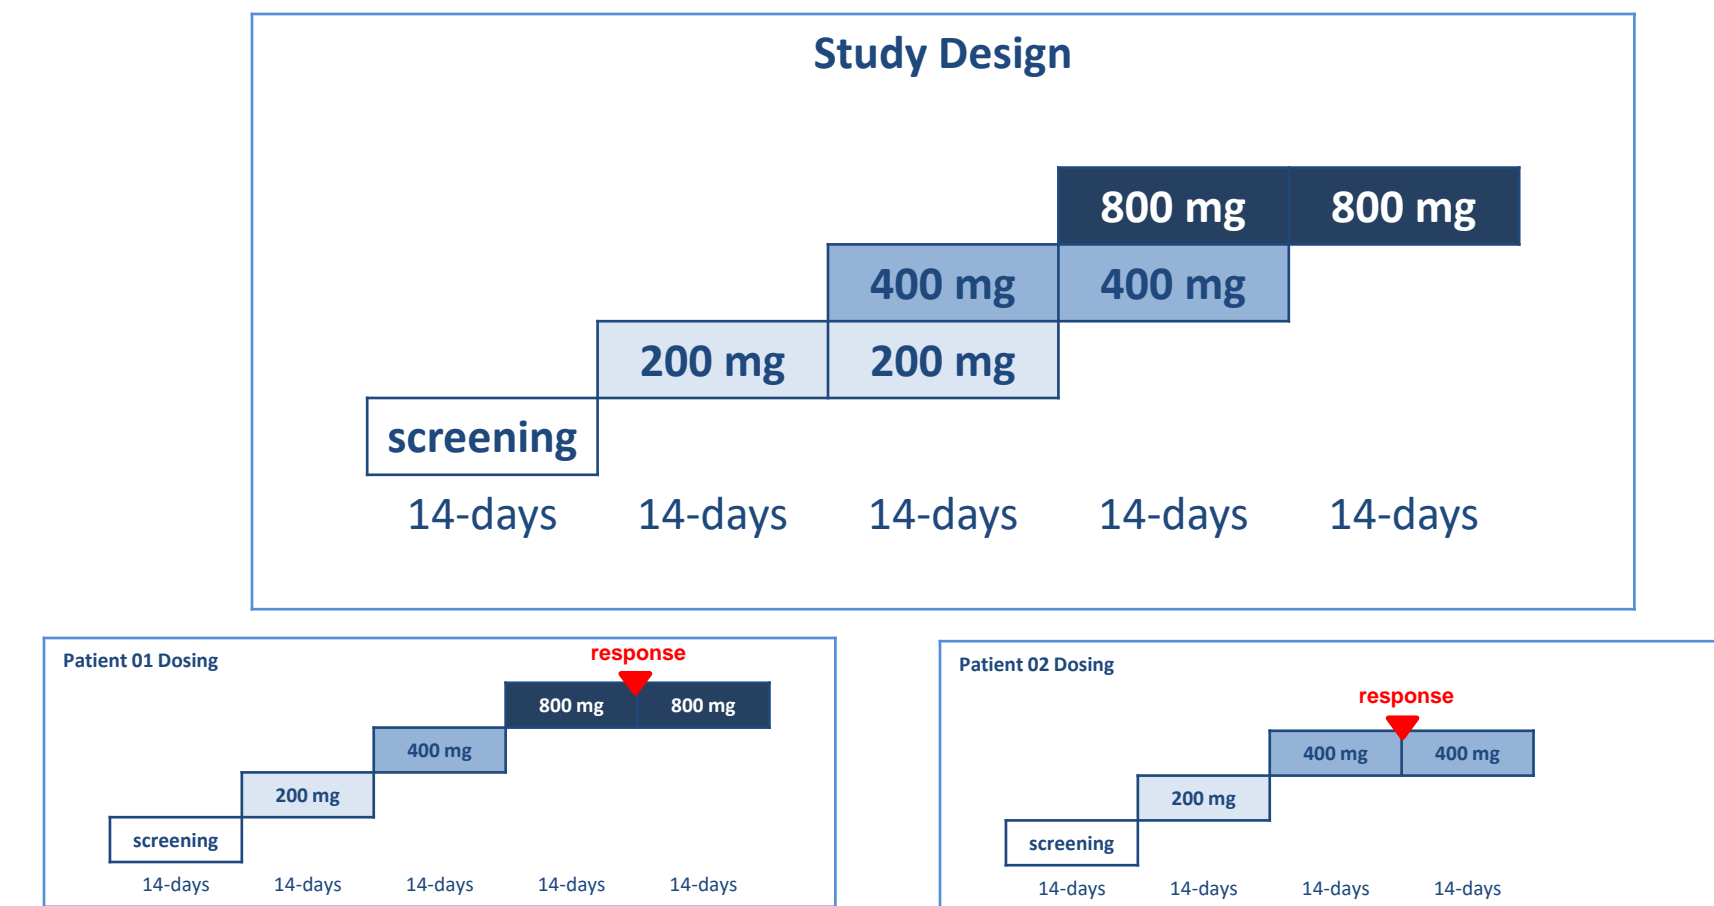 Study Design
800 mg 800 mg
400 mg 400 mg
200 mg 200 mg
screening
14-days 14-days 14-days 14-days 14-days
Patient 01 Dosing
response
800 mg 800 mg
400 mg
200 mg
screening
14-days 14-days 14-days 14-days 14-days
Patient 02 Dosing
response
400 mg 400 mg
200 mg
screening
14-days 14-days 14-days 14-days